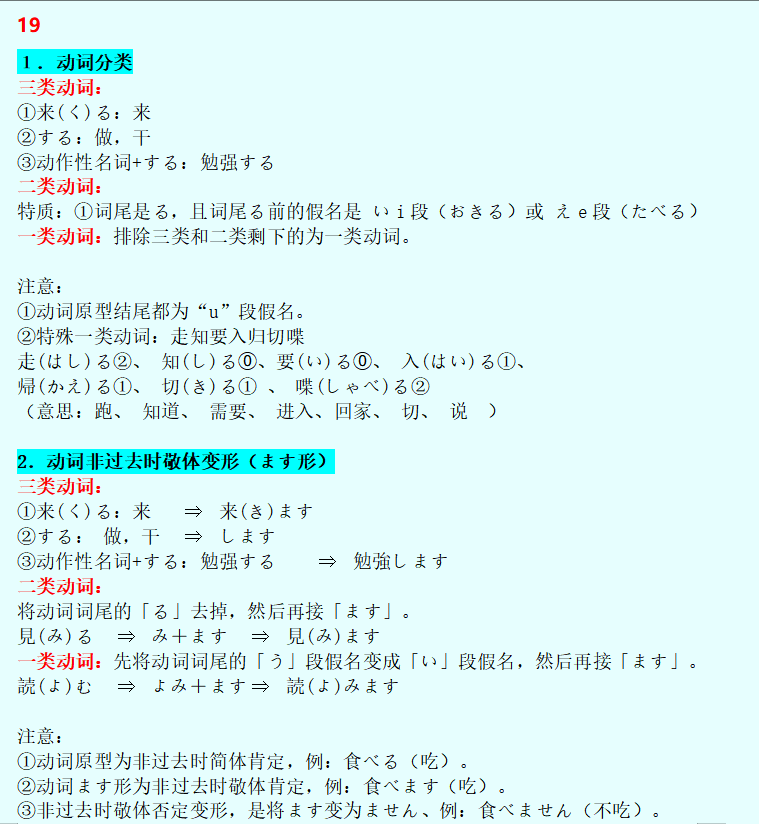 19
１．动词分类
三类动词：
①来(く)る：来
②する：做，干
③动作性名词+する：勉强する
二类动词：
特质：①词尾是る，且词尾る前的假名是 いｉ段（おきる）或 えｅ段（たべる）
一类动词：排除三类和二类剩下的为一类动词。
注意：
①动词原型结尾都为“u”段假名。
②特殊一类动词：走知要入归切喋
走(はし)る②、 知(し)る⓪、要(い)る⓪、 入(はい)る①、
帰(かえ)る①、 切(き)る① 、 喋(しゃべ)る②
（意思：跑、 知道、 需要、 进入、回家、 切、 说 ）
2．动词非过去时敬体变形（ます形）
三类动词：
①来(く)る：来 ⇒ 来(き)ます
②する： 做，干 ⇒ します
③动作性名词+する：勉强する ⇒ 勉強します
二类动词：
将动词词尾的「る」去掉，然后再接「ます」。
見(み)る ⇒ み＋ます ⇒ 見(み)ます
一类动词：先将动词词尾的「う」段假名变成「い」段假名，然后再接「ます」。
読(よ)む ⇒ よみ＋ます⇒ 読(よ)みます
注意：
①动词原型为非过去时简体肯定，例：食べる（吃）。
②动词ます形为非过去时敬体肯定，例：食べます（吃）。
③非过去时敬体否定变形，是将ます变为ません、例：食べません（不吃）。